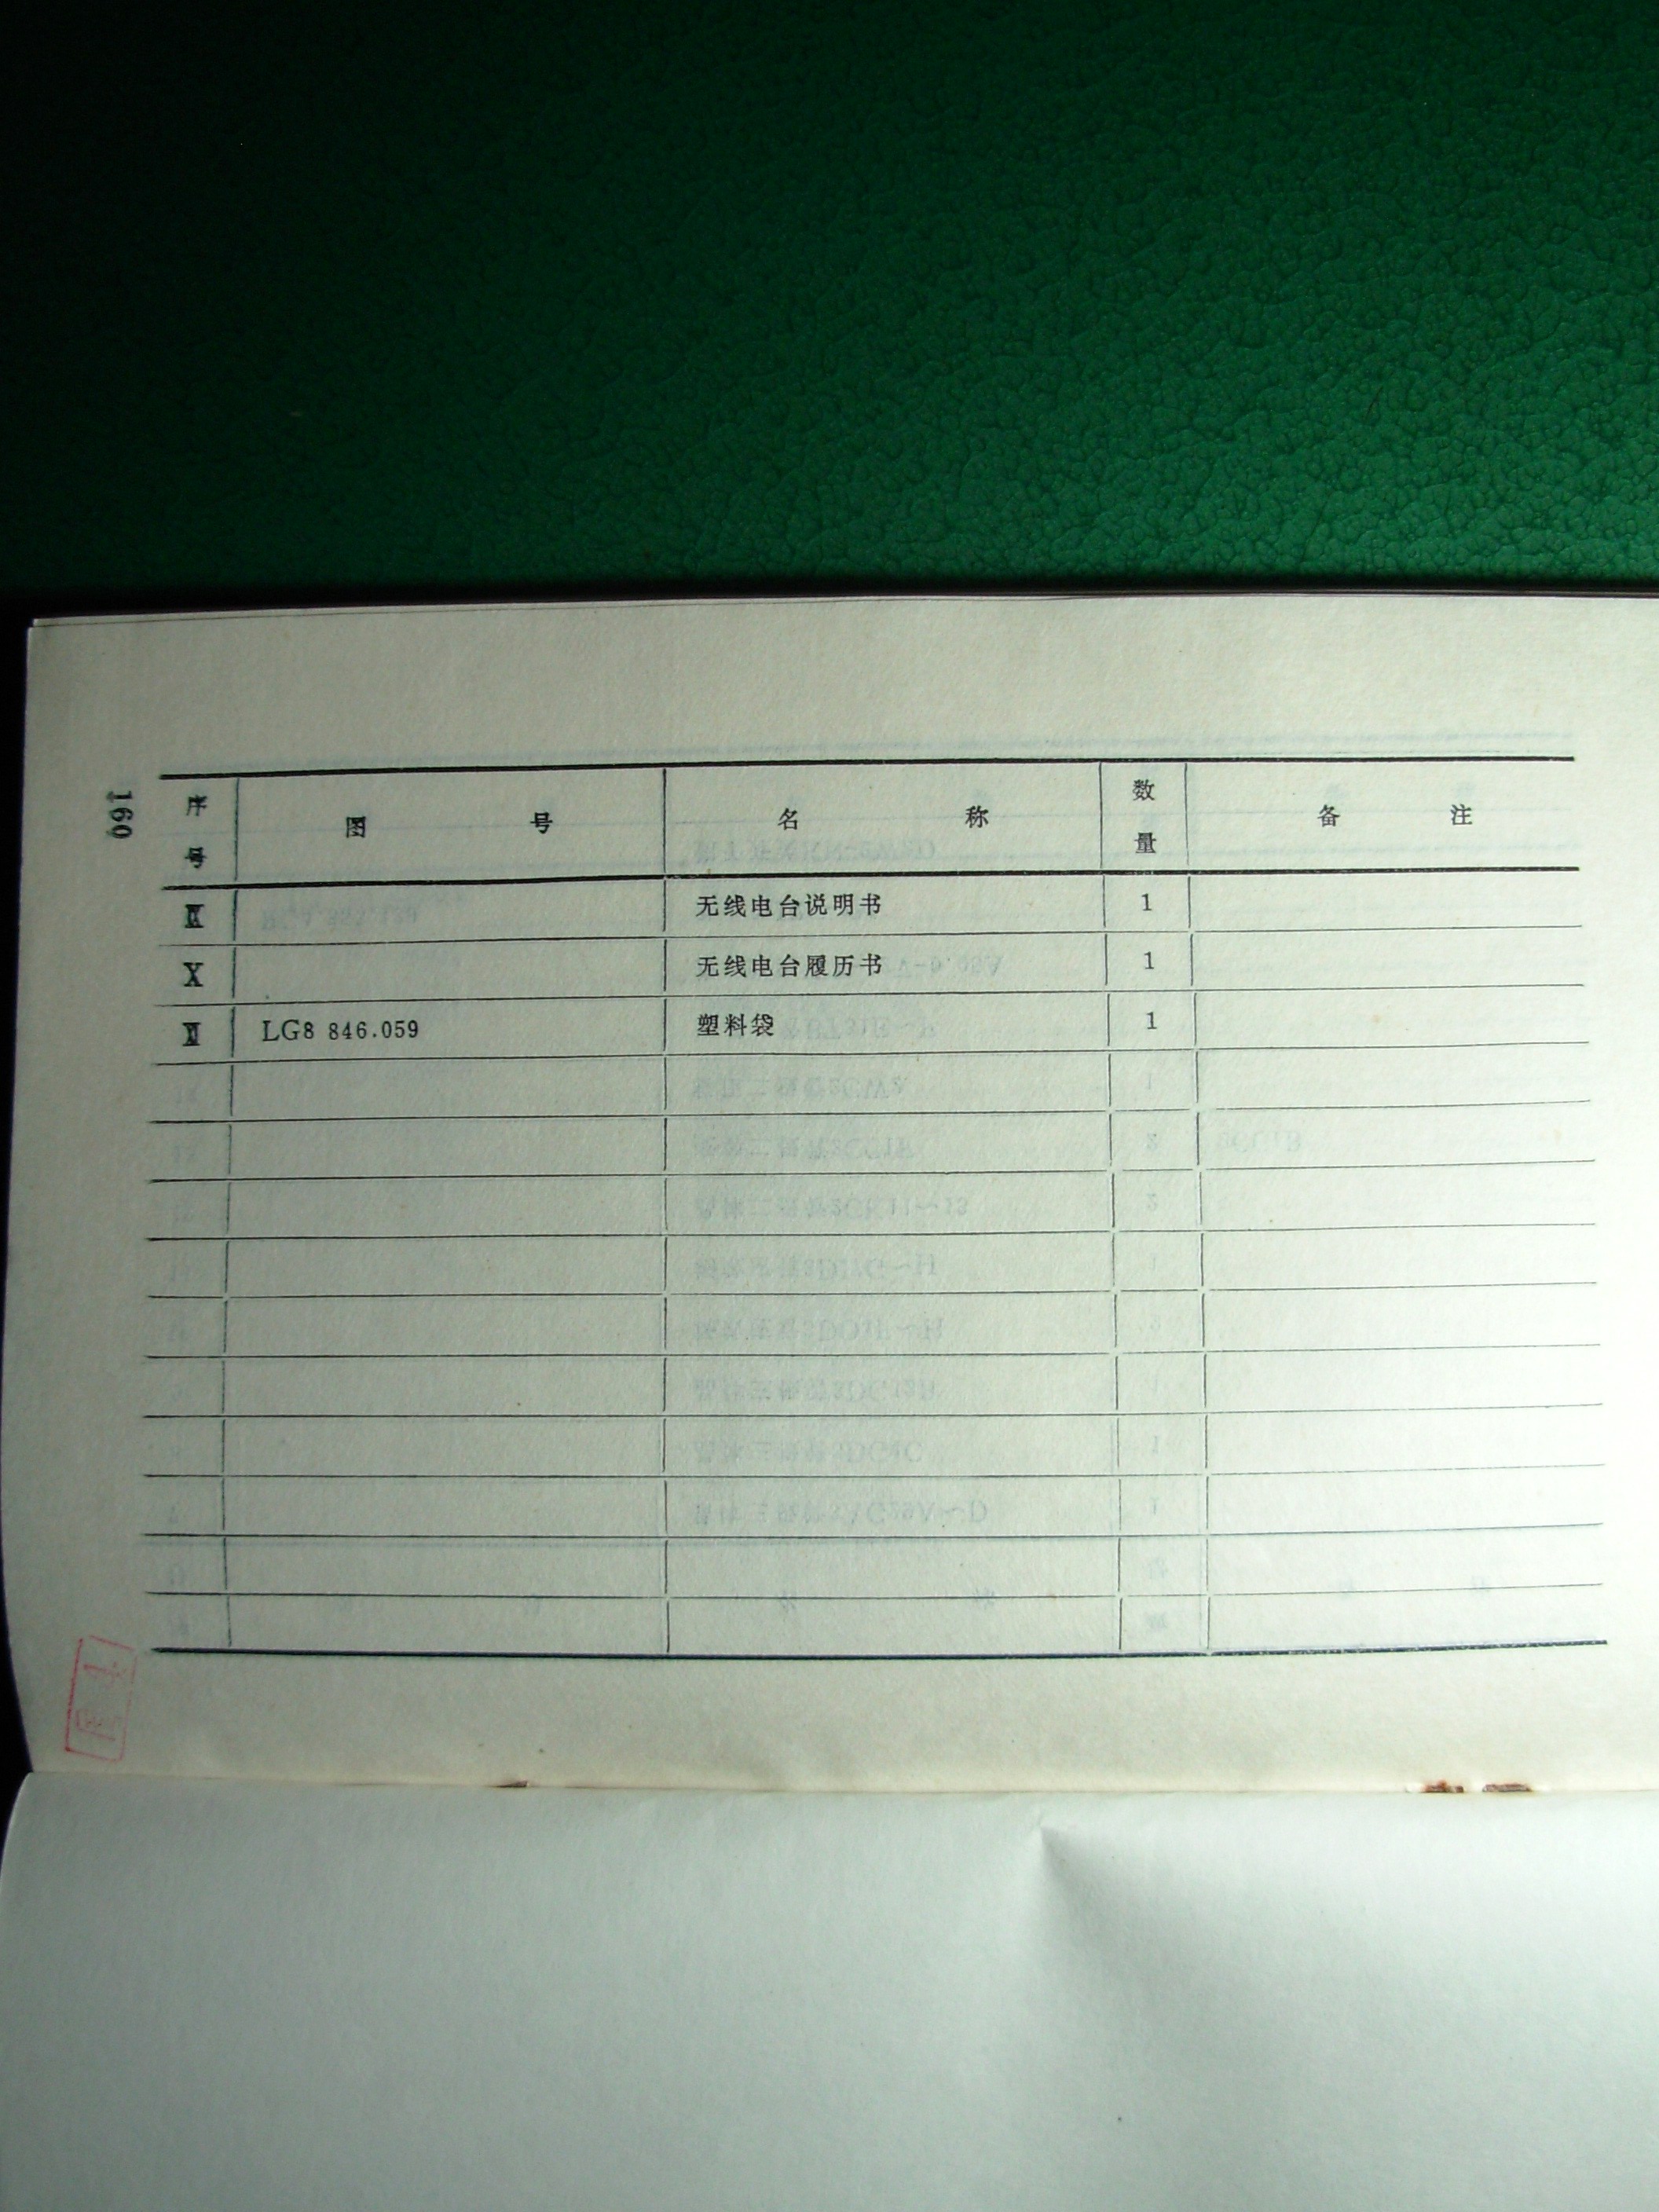 160
序号 图号 名称 数量 备注
Ⅸ 无线电台说明书 1
X 无线电台履历书 1
Ⅺ LG8 846.059 塑料袋 1